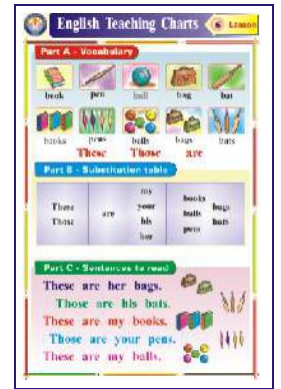 English Teaching Charts 6 Lesson
Part A - Vocabulary
book pen ball bag bat
books pens balls bags bats
These Those are
Part B - Substitution table
These Those are my your his her books balls pens bags bats
Part C - Sentences to read
These are her bags.
Those are his bats.
These are my books.
Those are your pens.
These are my balls.